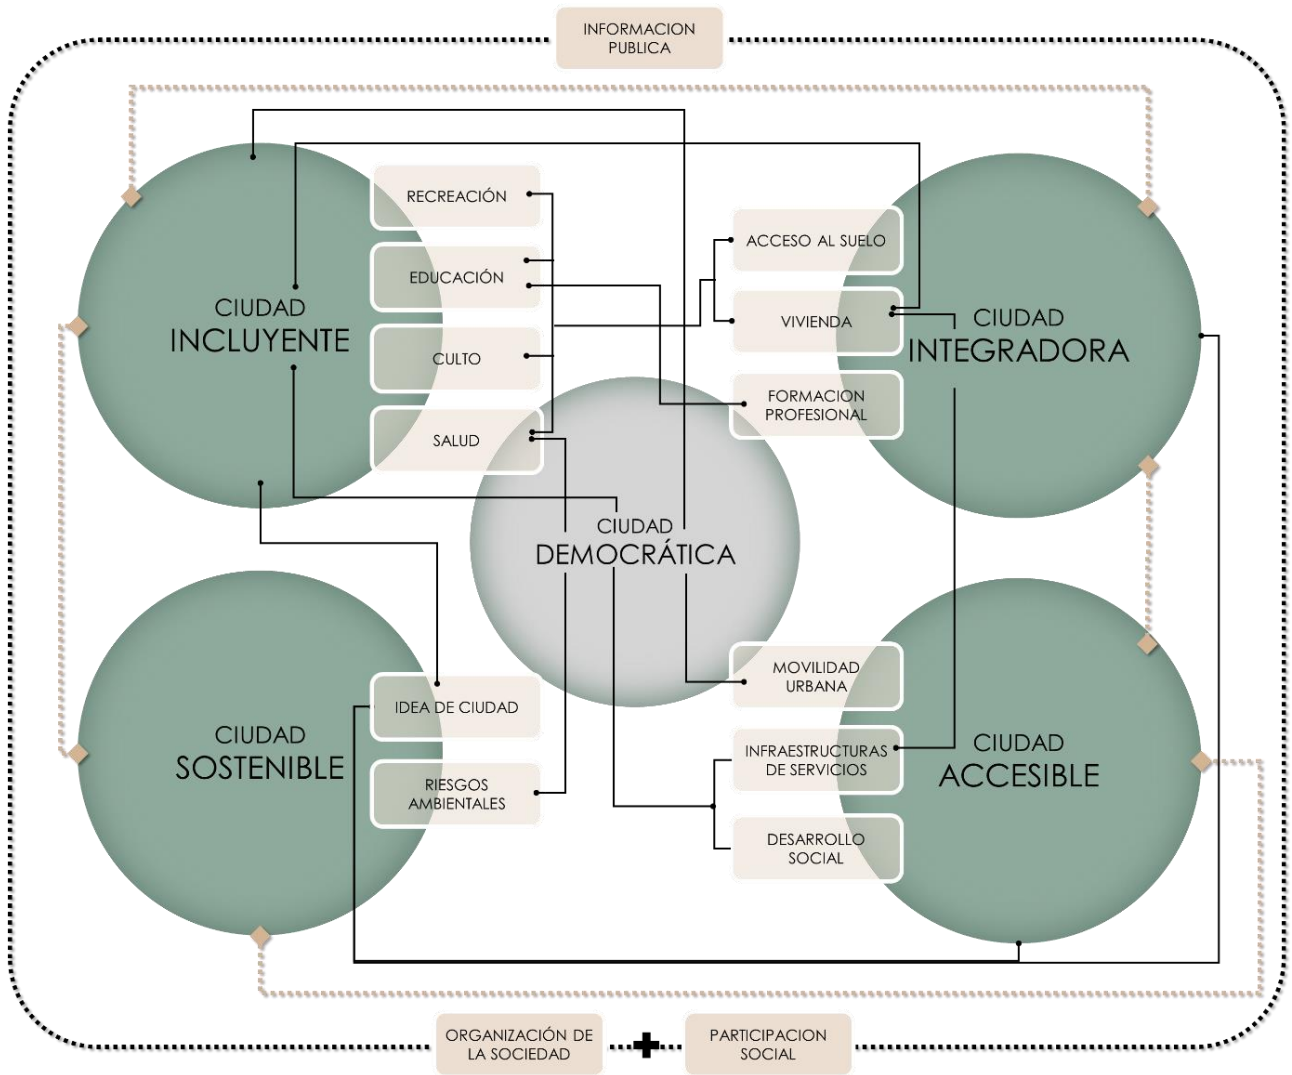 INFORMACION
PUBLICA
CIUDAD
INCLUYENTE
RECREACIÓN
EDUCACIÓN
CULTO
SALUD
ACCESO AL SUELO
VIVIENDA
FORMACION
PROFESIONAL
CIUDAD
INTEGRADORA
CIUDAD
DEMOCRÁTICA
CIUDAD
SOSTENIBLE
IDEA DE CIUDAD
RIESGOS
AMBIENTALES
MOVILIDAD
URBANA
INFRAESTRUCTURAS
DE SERVICIOS
DESARROLLO
SOCIAL
CIUDAD
ACCESIBLE
ORGANIZACIÓN DE
LA SOCIEDAD
PARTICIPACION
SOCIAL